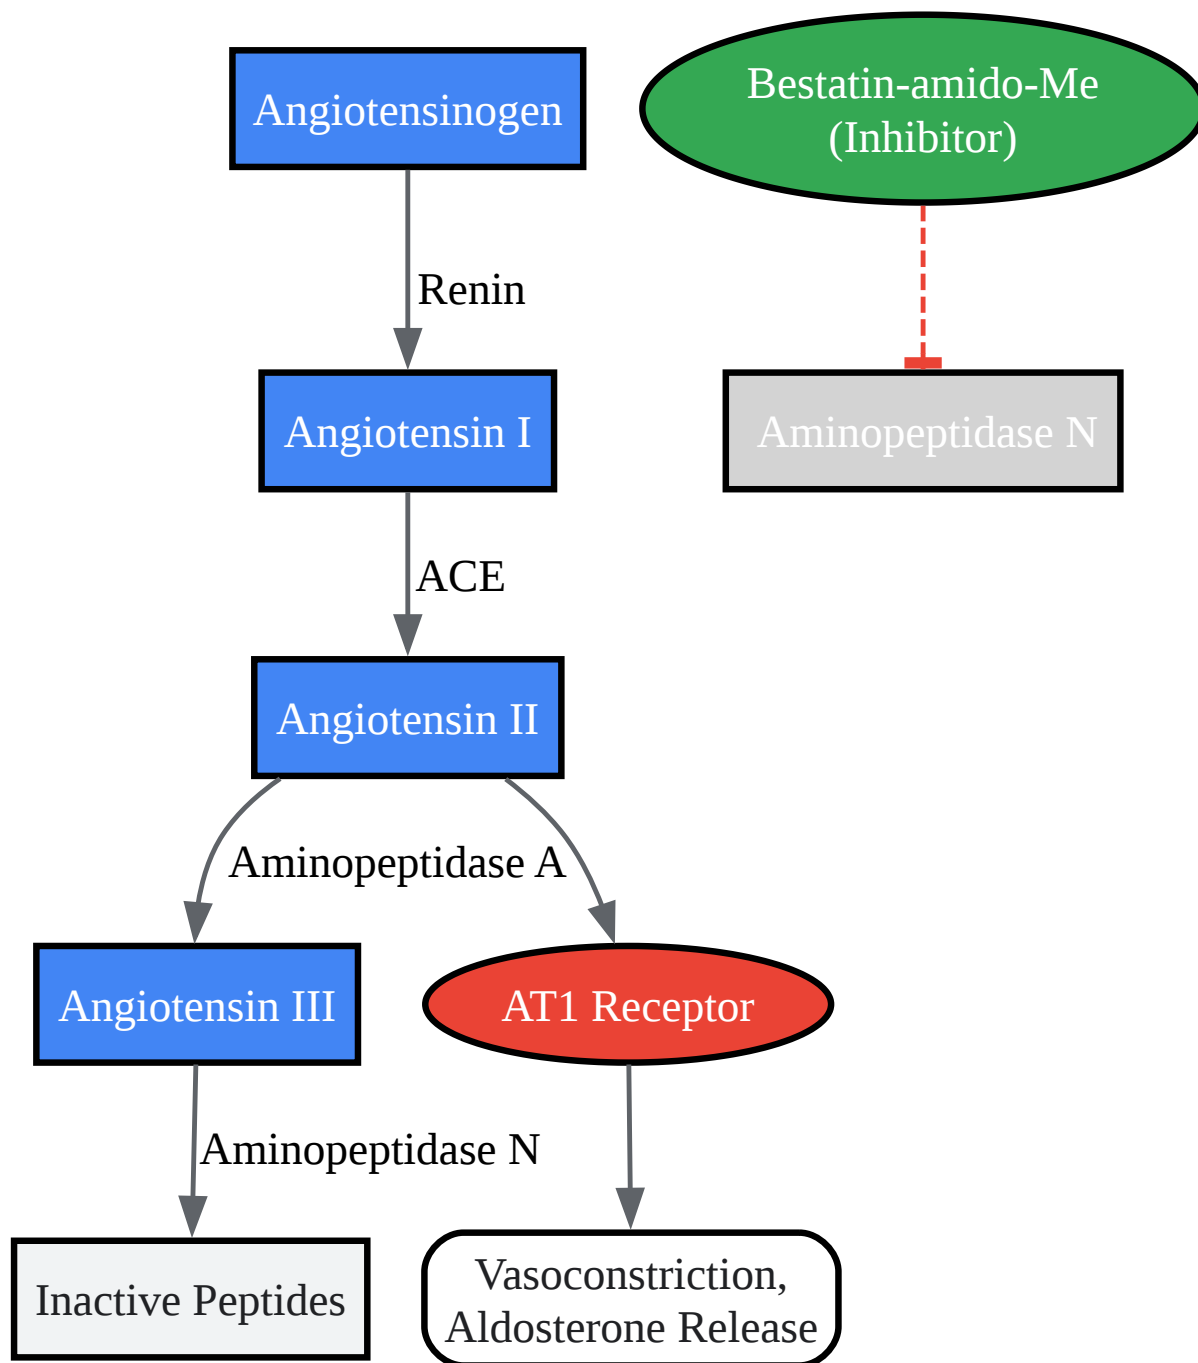 Angiotensinogen
Bestatin-amido-Me
(Inhibitor)
Renin
Angiotensin I
Aminopeptidase N
ACE
Angiotensin II
Aminopeptidase A
Angiotensin III
AT1 Receptor
Aminopeptidase N
Inactive Peptides
Vasoconstriction,
Aldosterone Release